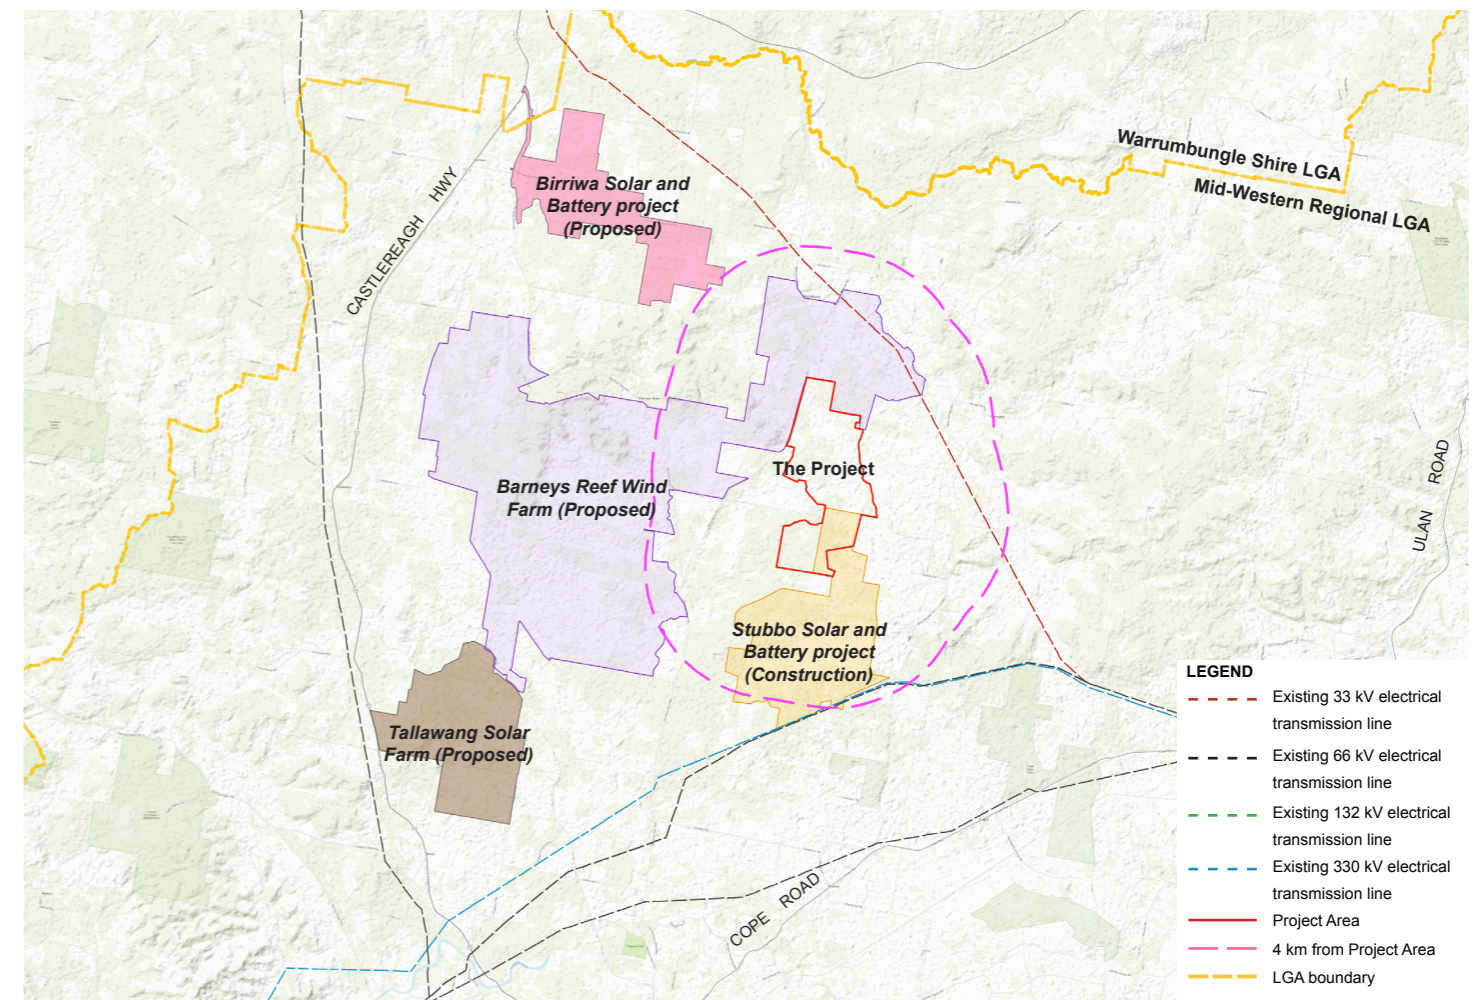 Warrumbungle Shire LGA
Mid-Western Regional LGA
CASTLEREAGH HWY
Birriwa Solar and
Battery project
(Proposed)
The Project
Barneys Reef Wind
Farm (Proposed)
ULAN ROAD
Stubbo Solar and
Battery project
(Construction)
Tallawang Solar
Farm (Proposed)
COPE ROAD
LEGEND
Existing 33 kV electrical
transmission line
Existing 66 kV electrical
transmission line
Existing 132 kV electrical
transmission line
Existing 330 kV electrical
transmission line
Project Area
4 km from Project Area
LGA boundary